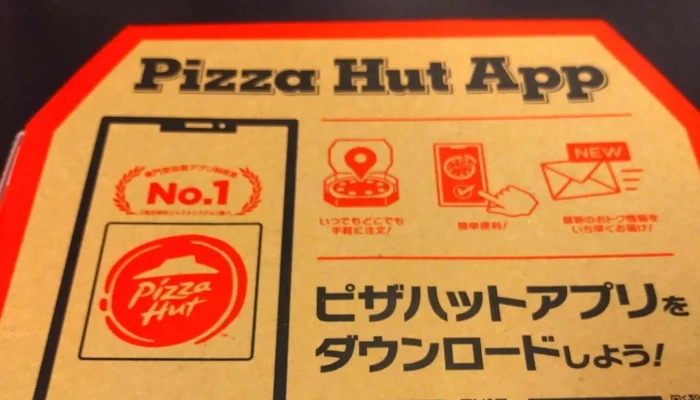 Pizza Hut App
No.1
Pizza
Hut
いつでもどこでも
手軽に注文!
簡単便利!
NEW
最新のおトク情報を
いち早くお届け!
ピザハットアプリを
ダウンロードしよう!